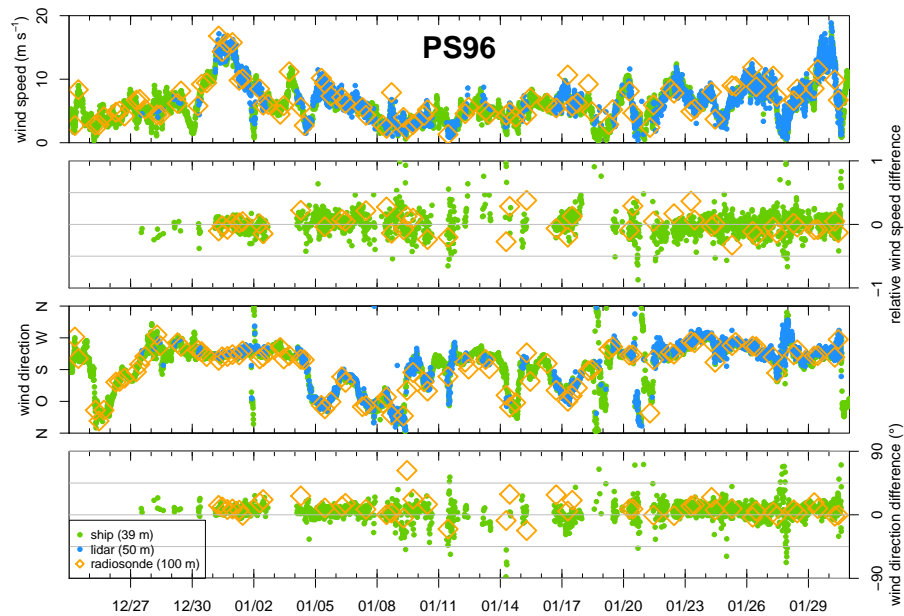 PS96
wind speed (m s⁻¹)
20
10
0
relative wind speed difference
1
0
−1
wind direction
N
W
S
O
N
wind direction difference (°)
90
0
−90
ship (39 m)
lidar (50 m)
radiosonde (100 m)
12/27 12/30 01/02 01/05 01/08 01/11 01/14 01/17 01/20 01/23 01/26 01/29